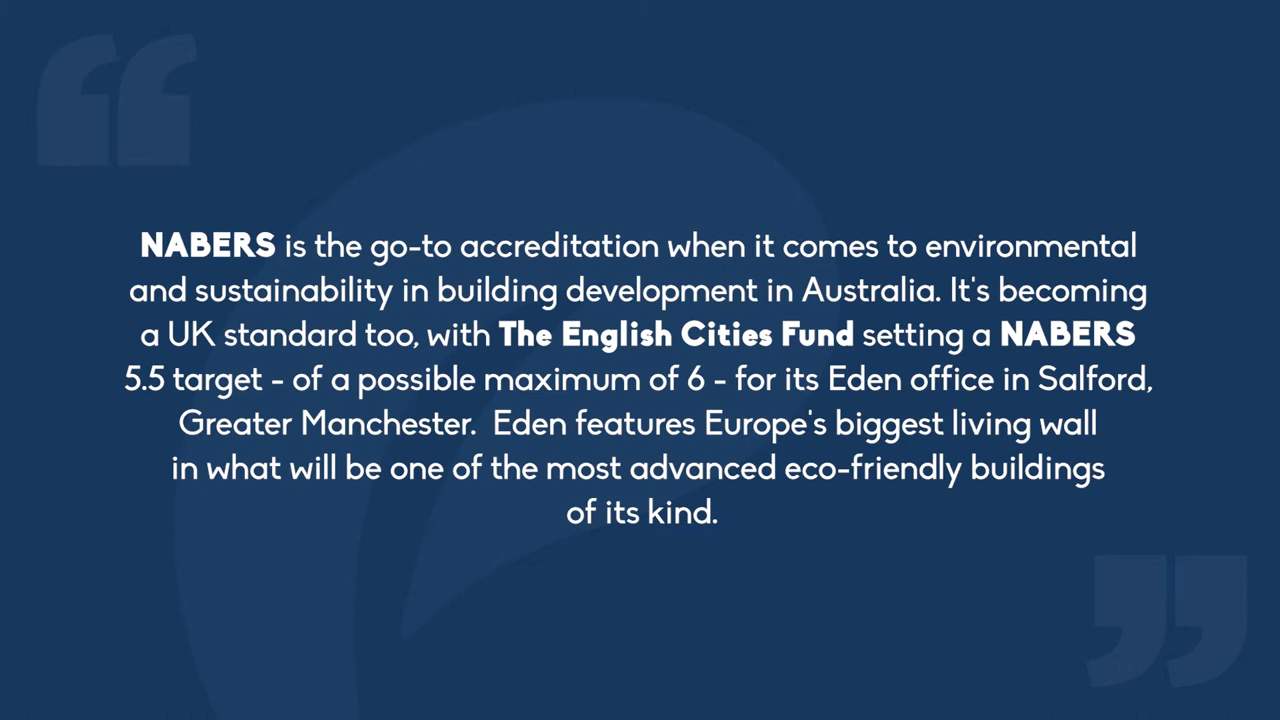 NABERS is the go-to accreditation when it comes to environmental
and sustainability in building development in Australia. It's becoming
a UK standard too, with The English Cities Fund setting a NABERS
5.5 target - of a possible maximum of 6 - for its Eden office in Salford,
Greater Manchester.  Eden features Europe's biggest living wall
in what will be one of the most advanced eco-friendly buildings
of its kind.